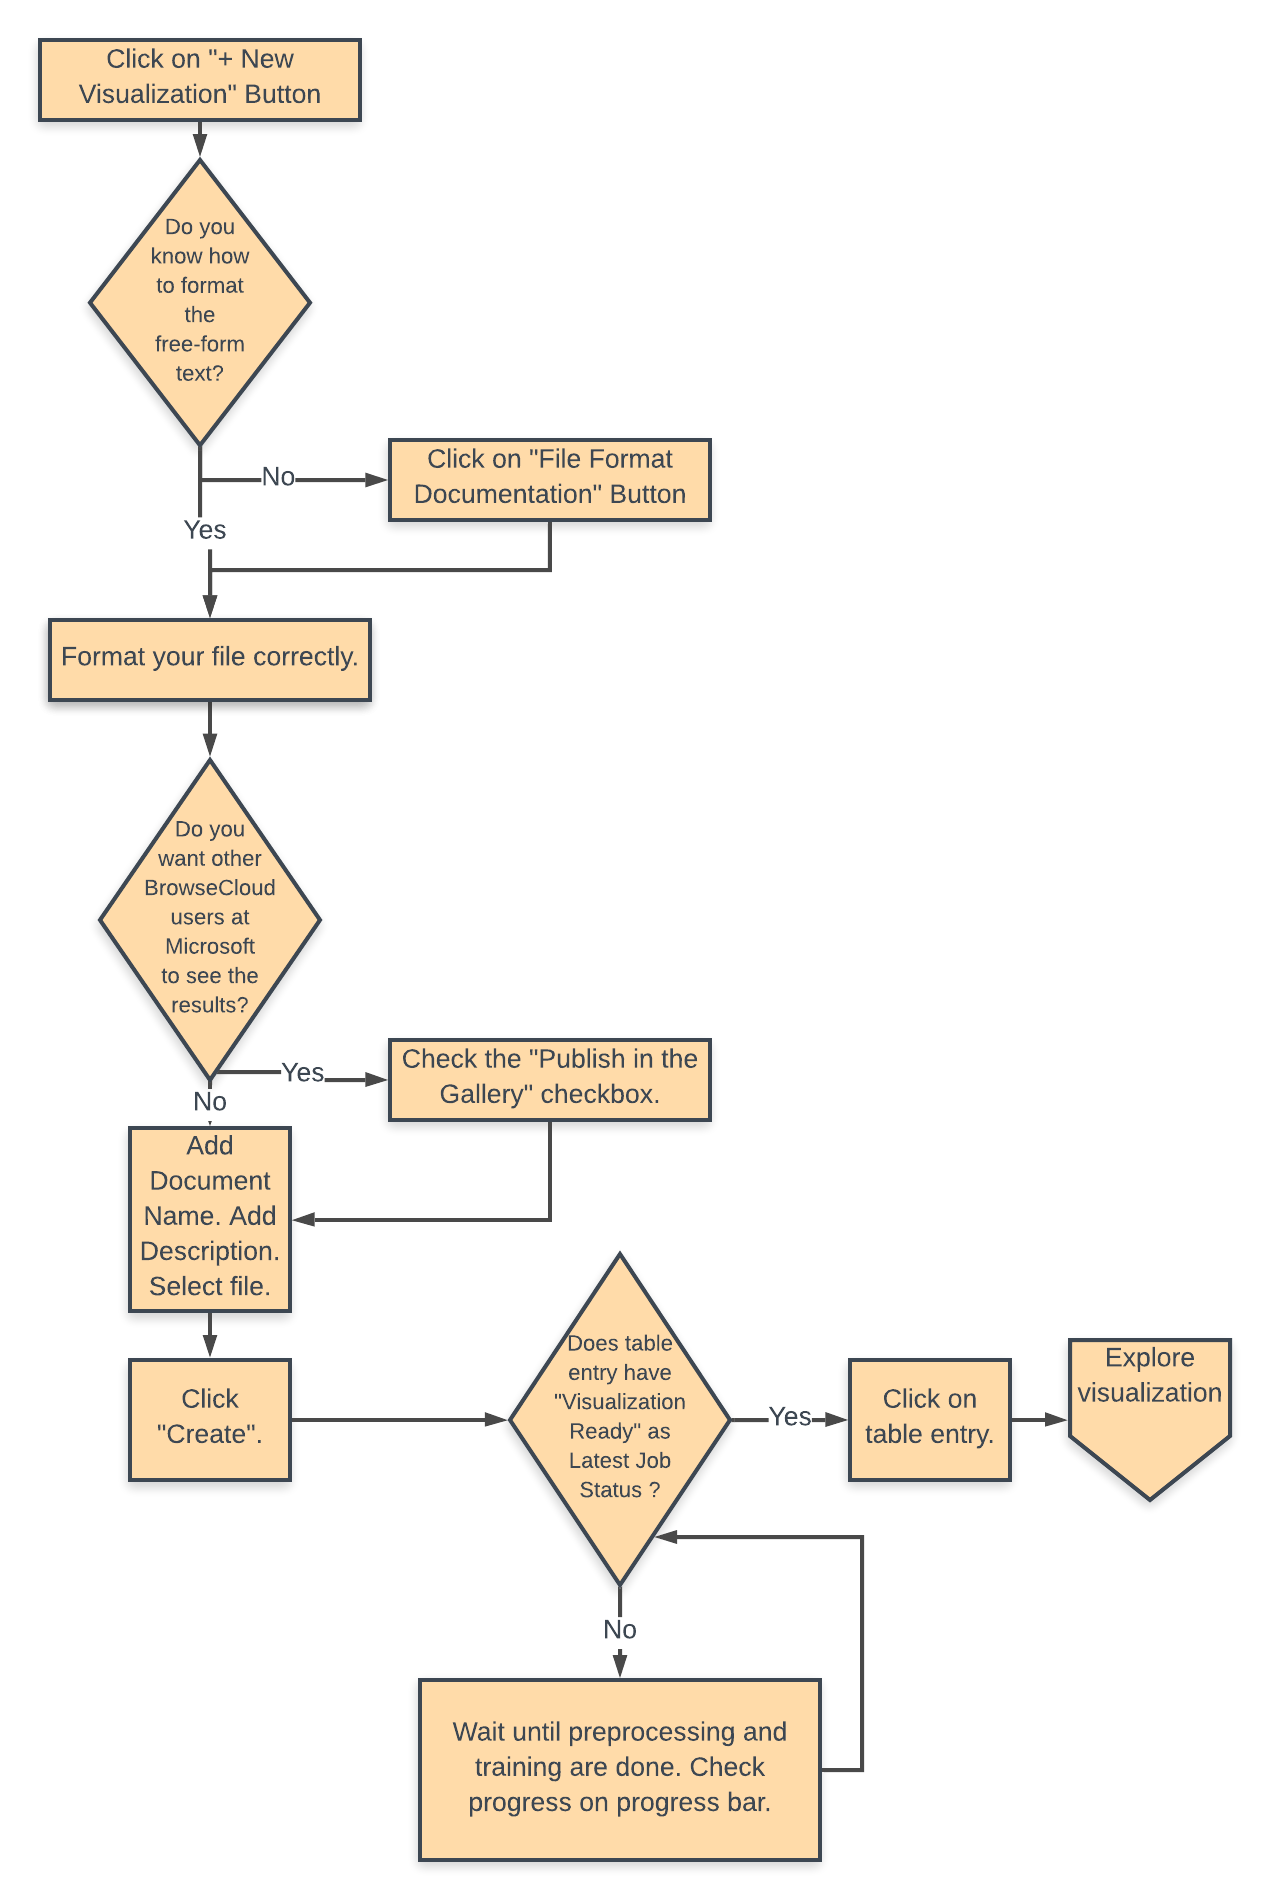 Click on "+ New
Visualization" Button
Do you
know how
to format
the
free-form
text?
No
Click on "File Format
Documentation" Button
Yes
Format your file correctly.
Do you
want other
BrowseCloud
users at
Microsoft
to see the
results?
Yes
Check the "Publish in the
Gallery" checkbox.
No
Add
Document
Name. Add
Description.
Select file.
Click
"Create".
Does table
entry have
"Visualization
Ready" as
Latest Job
Status ?
Yes
Click on
table entry.
Explore
visualization
No
Wait until preprocessing and
training are done. Check
progress on progress bar.